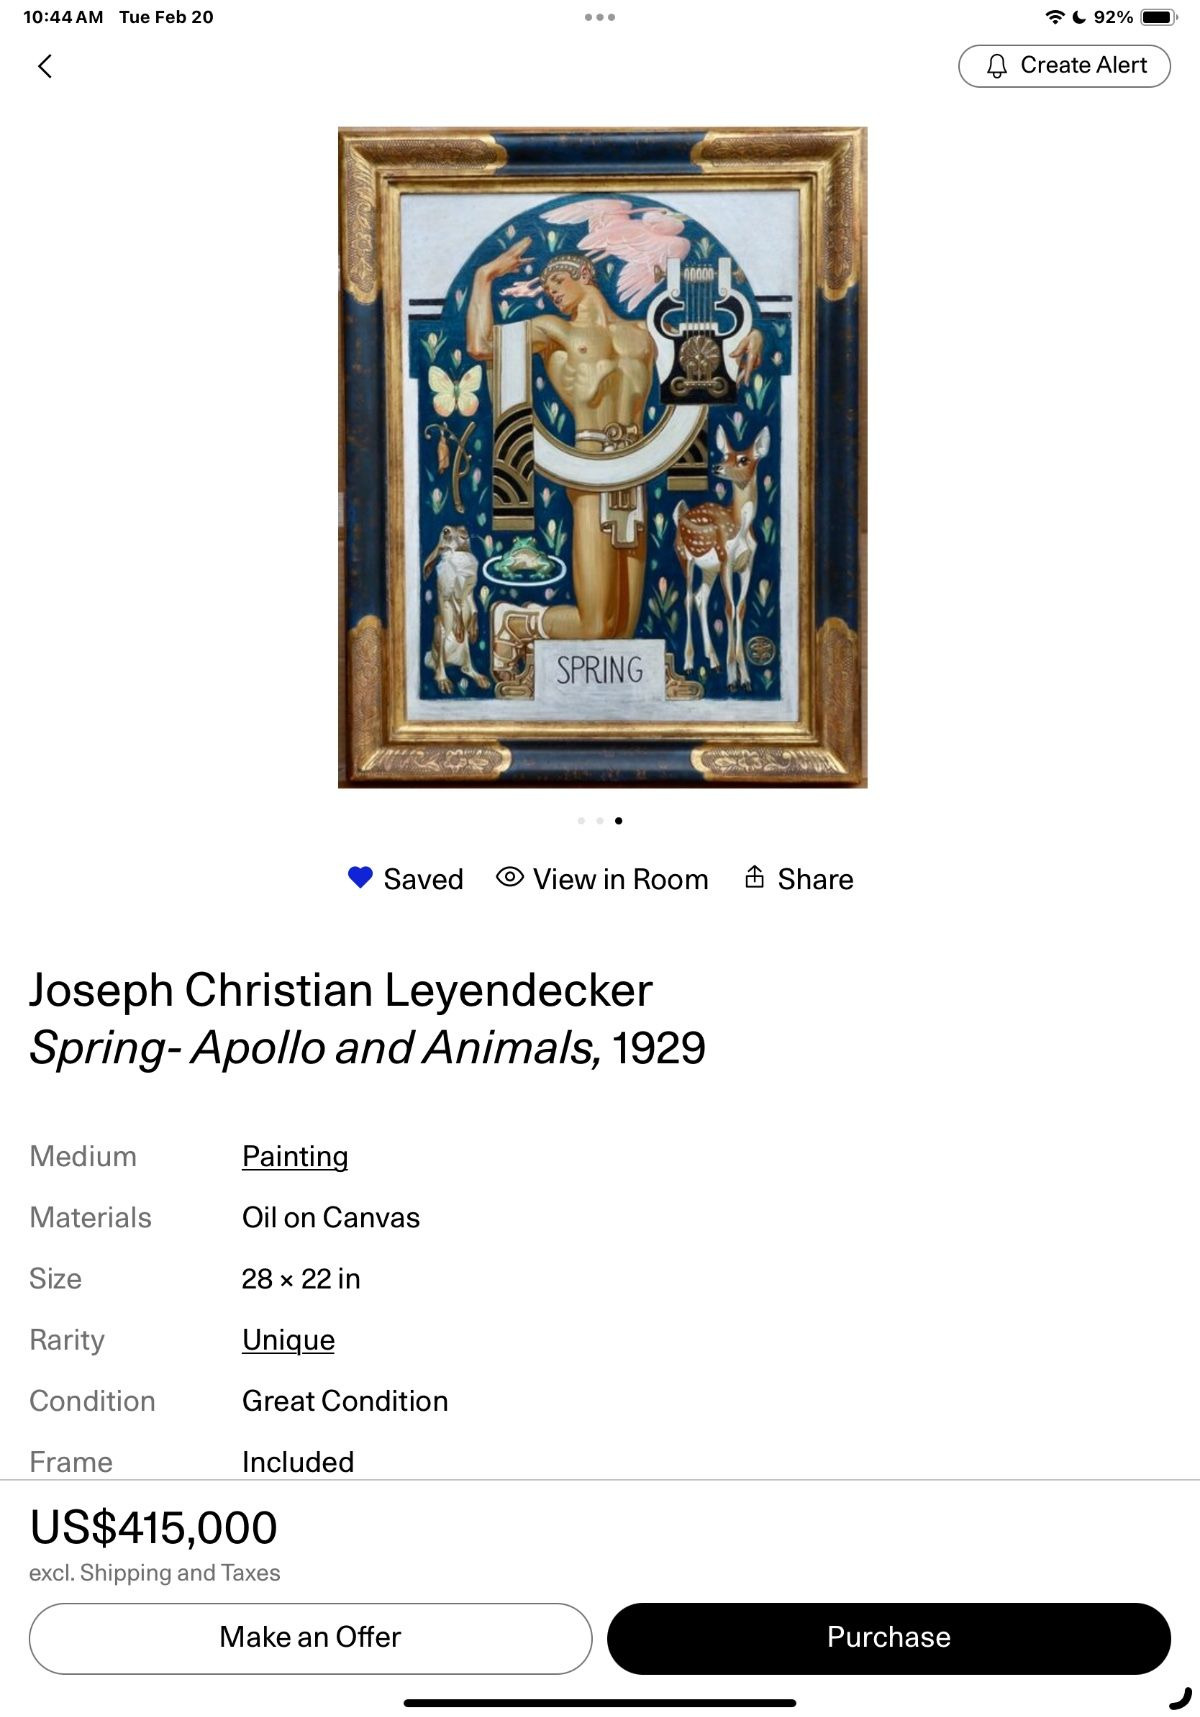 10:44 AM Tue Feb 20 92%
Create Alert
SPRING
Saved View in Room Share
Joseph Christian Leyendecker
Spring- Apollo and Animals, 1929
Medium Painting
Materials Oil on Canvas
Size 28 × 22 in
Rarity Unique
Condition Great Condition
Frame Included
US$415,000
excl. Shipping and Taxes
Make an Offer Purchase